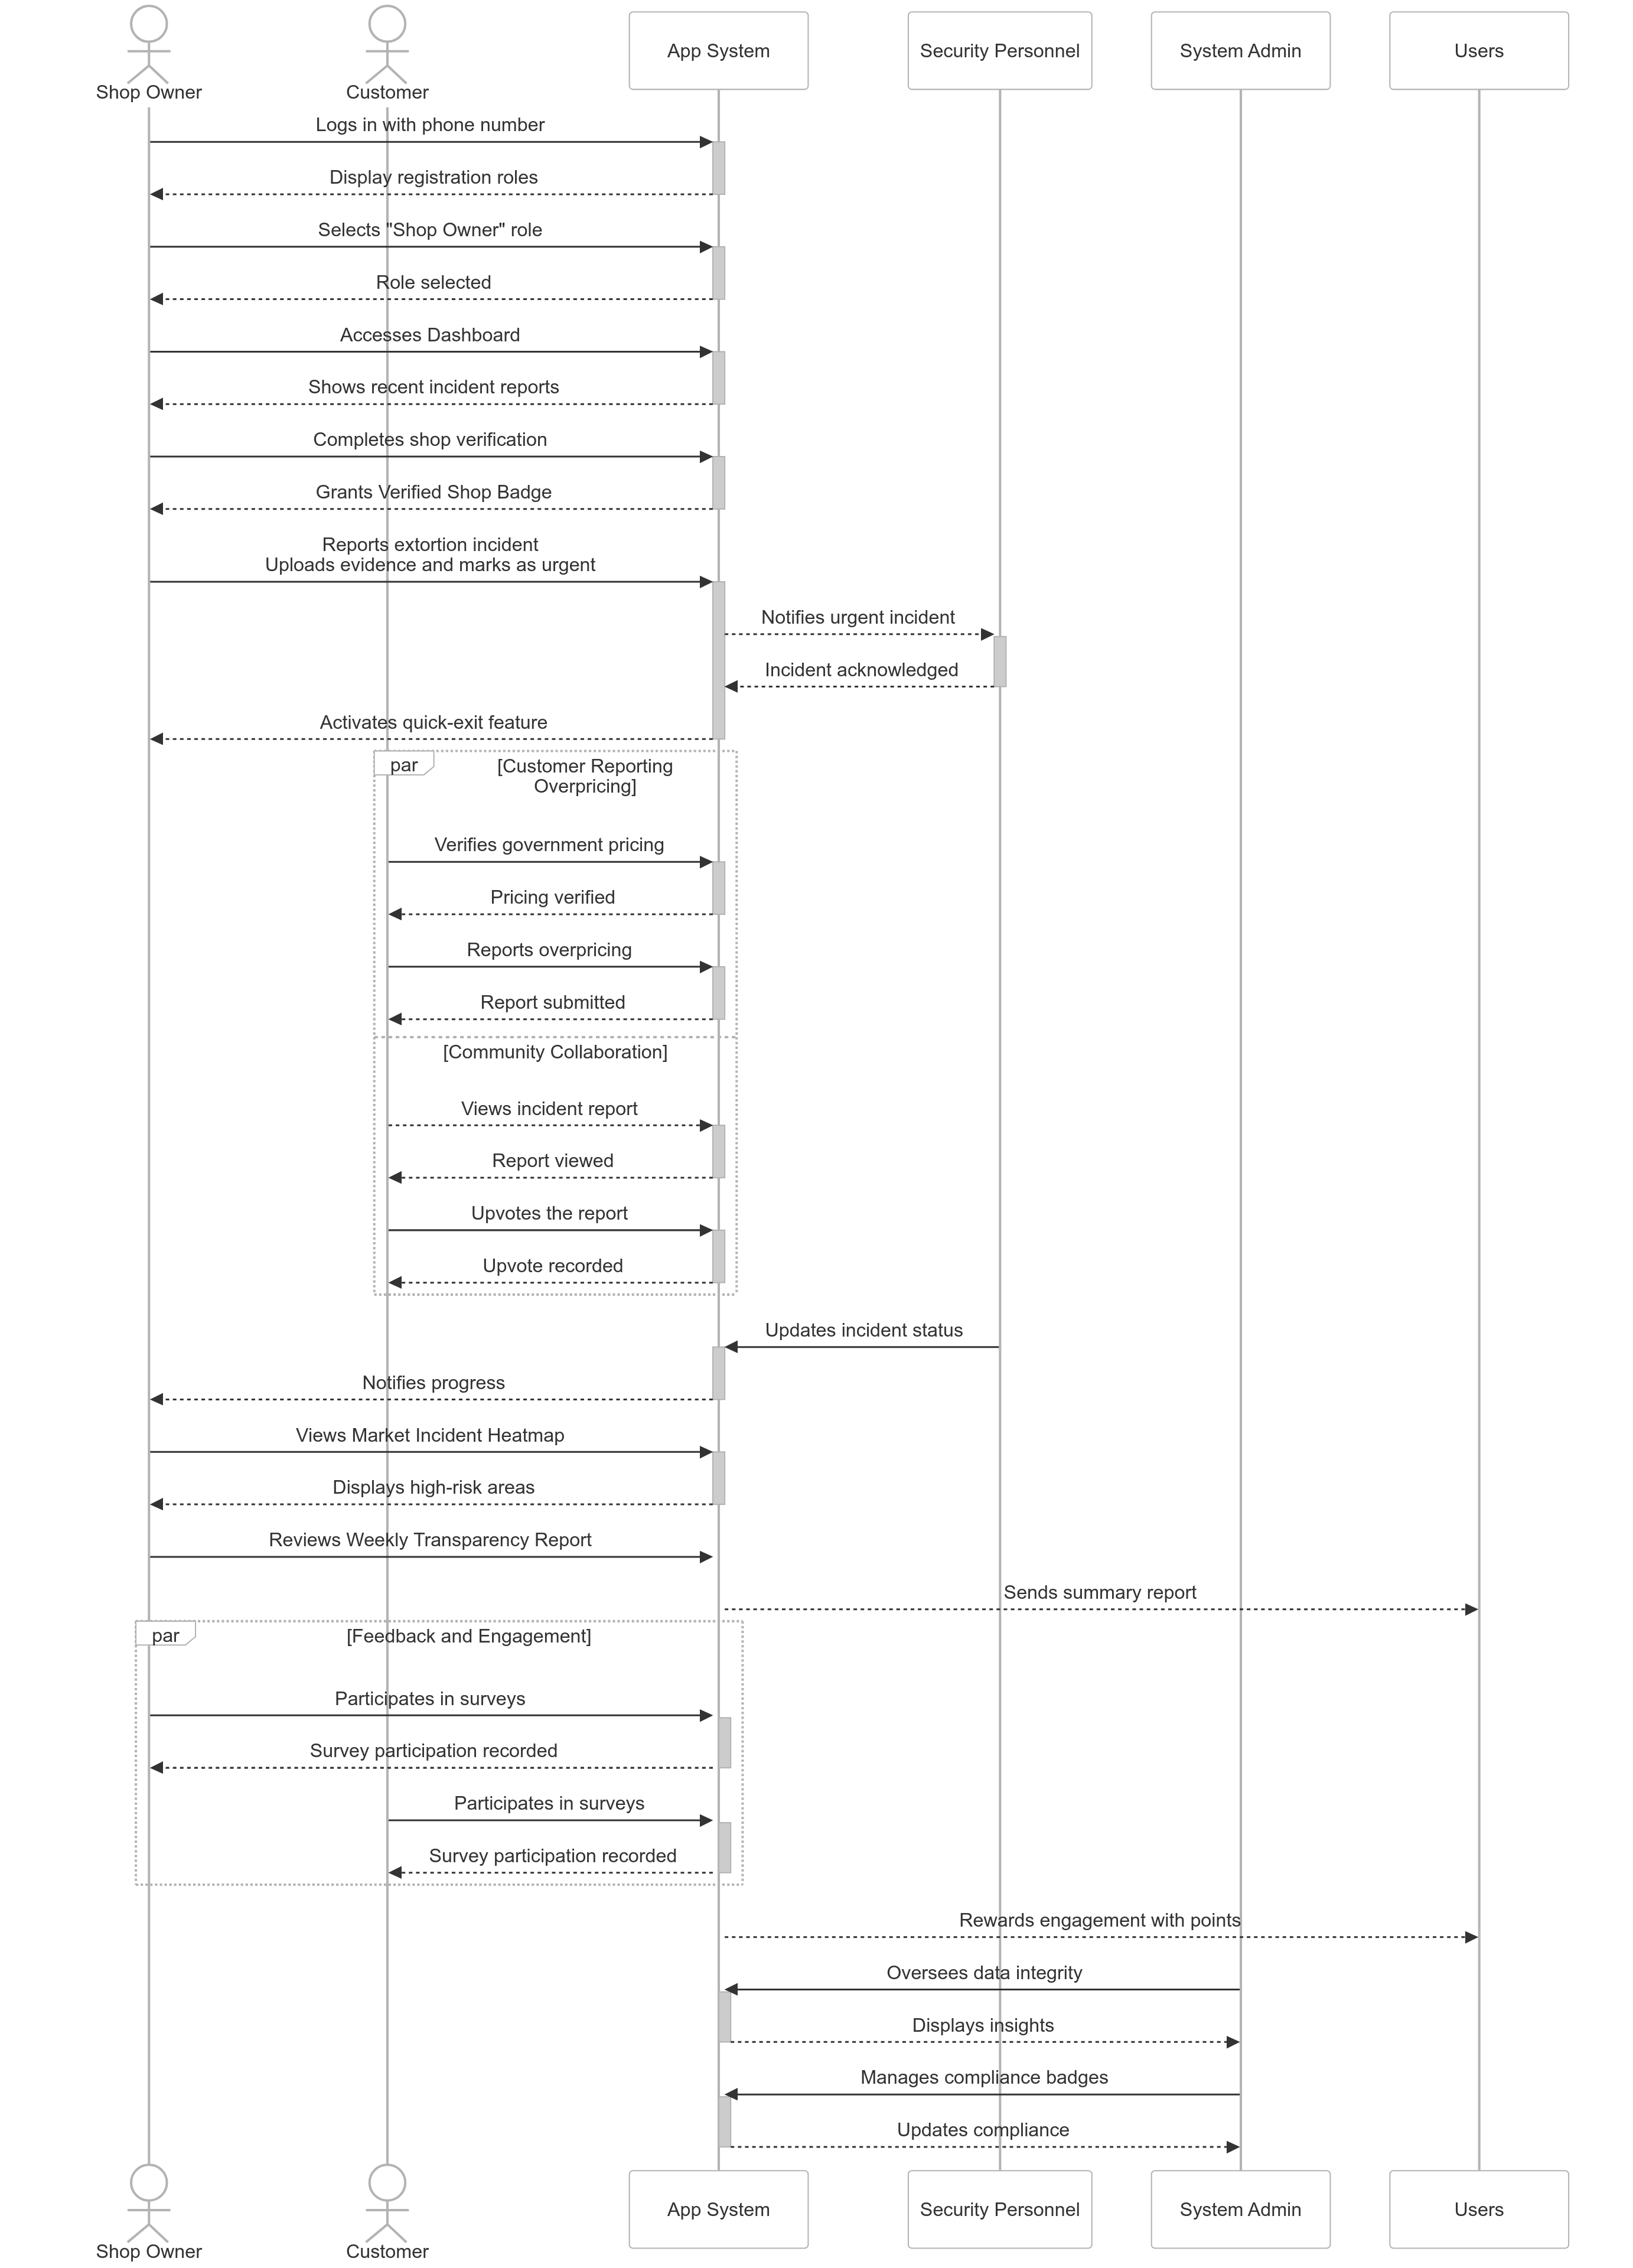 Shop Owner
Customer
App System
Security Personnel
System Admin
Users
Logs in with phone number
Display registration roles
Selects "Shop Owner" role
Role selected
Accesses Dashboard
Shows recent incident reports
Completes shop verification
Grants Verified Shop Badge
Reports extortion incident
Uploads evidence and marks as urgent
Notifies urgent incident
Incident acknowledged
Activates quick-exit feature
par
[Customer Reporting
Overpricing]
Verifies government pricing
Pricing verified
Reports overpricing
Report submitted
[Community Collaboration]
Views incident report
Report viewed
Upvotes the report
Upvote recorded
Updates incident status
Notifies progress
Views Market Incident Heatmap
Displays high-risk areas
Reviews Weekly Transparency Report
Sends summary report
par
[Feedback and Engagement]
Participates in surveys
Survey participation recorded
Participates in surveys
Survey participation recorded
Rewards engagement with points
Oversees data integrity
Displays insights
Manages compliance badges
Updates compliance
Shop Owner
Customer
App System
Security Personnel
System Admin
Users